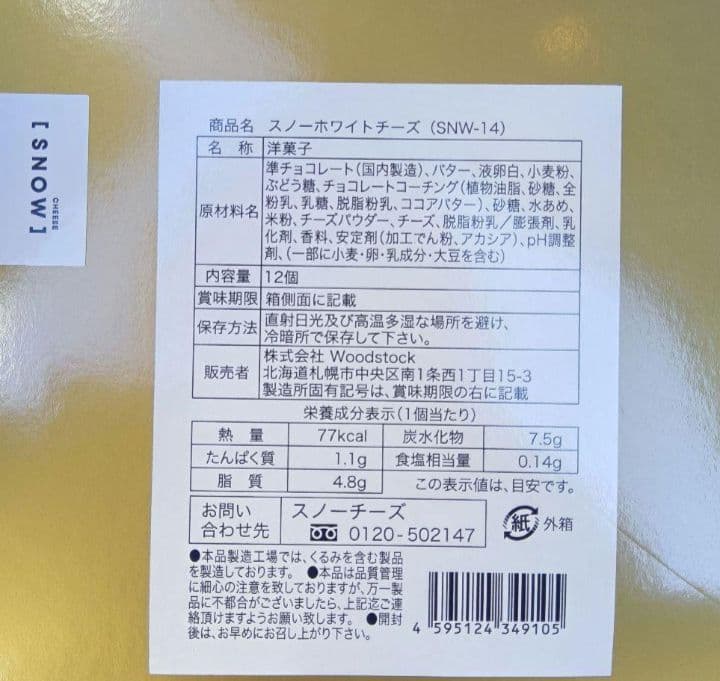 [SNOW]
CHEESE
商品名 スノーホワイトチーズ (SNW-14)
名 称 洋菓子
原材料名 準チョコレート(国内製造)、バター、液卵白、小麦粉、
ぶどう糖、チョコレートコーチング(植物油脂、砂糖、全
粉乳、乳糖、脱脂粉乳、ココアバター)、砂糖、水あめ、
米粉、チーズパウダー、チーズ、脱脂粉乳/膨張剤、乳
化剤、香料、安定剤(加工でん粉、アカシア)、pH調整
剤、(一部に小麦・卵・乳成分・大豆を含む)
内容量 12個
賞味期限 箱側面に記載
保存方法 直射日光及び高温多湿な場所を避け、
冷暗所で保存して下さい。
販売者 株式会社 Woodstock
北海道札幌市中央区南1条西1丁目15-3
製造所固有記号は、賞味期限の右に記載
栄養成分表示(1個当たり)
熱 量 77kcal 炭水化物 7.5g
たんぱく質 1.1g 食塩相当量 0.14g
脂 質 4.8g この表示値は、目安です。
お問い合わせ先 スノーチーズ
0120-502147
紙 外箱
●本品製造工場では、くるみを含む製品
を製造しております。 ●本品は品質管理
に細心の注意を致しておりますが、万一製
品に不都合がございましたら、上記迄ご連
絡頂けますようお願い致します。 ●開封
後は、お早めにお召し上がり下さい。
4 595124 349105